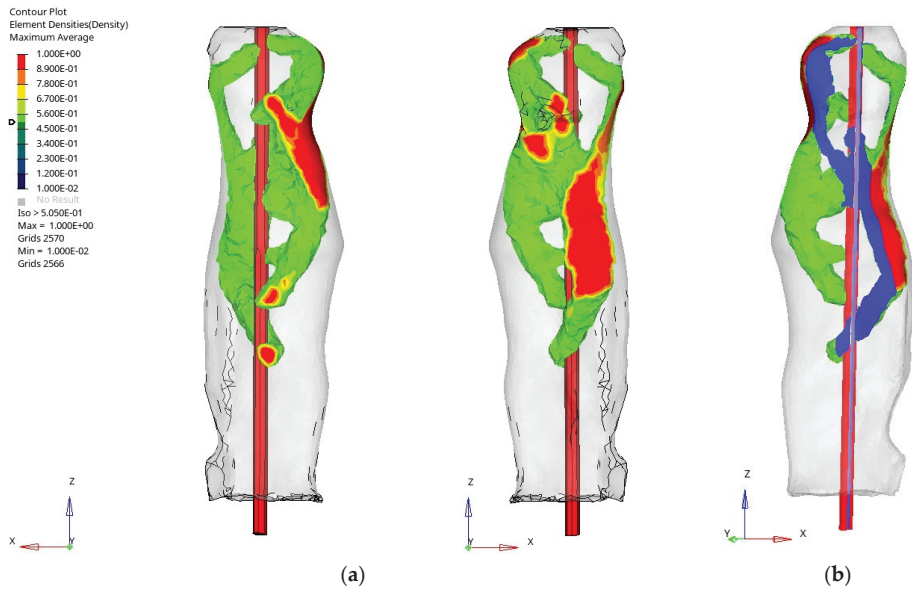 Contour Plot
Element Densities(Density)
Maximum Average
1.000E+00
8.900E-01
7.800E-01
6.700E-01
5.600E-01
4.500E-01
3.400E-01
2.300E-01
1.200E-01
1.000E-02
No Result
Iso > 5.050E-01
Max = 1.000E+00
Grids 2570
Min = 1.000E-02
Grids 2566
D
Z
X
Y
Z
Y
X
Z
Y
X
(a)
(b)